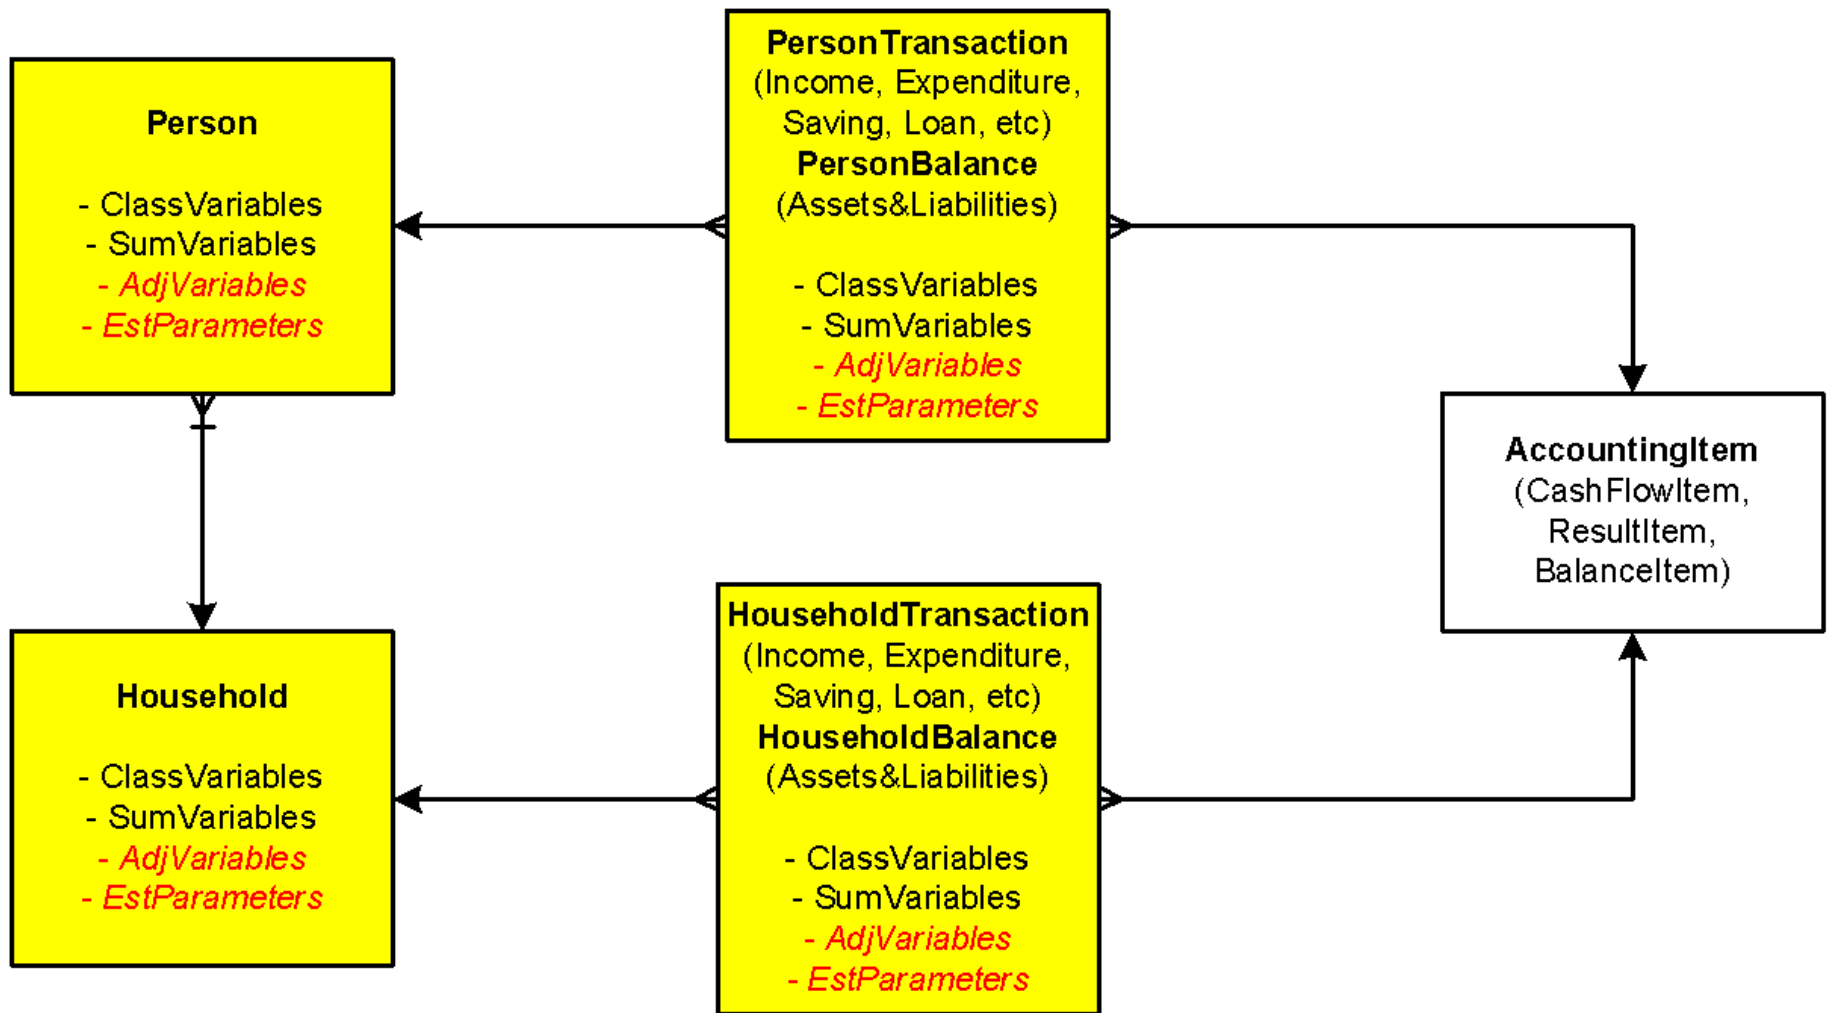 Person
- ClassVariables
- SumVariables
- AdjVariables
- EstParameters
PersonTransaction
(Income, Expenditure,
Saving, Loan, etc)
PersonBalance
(Assets&Liabilities)
- ClassVariables
- SumVariables
- AdjVariables
- EstParameters
AccountingItem
(CashFlowItem,
ResultItem,
BalanceItem)
Household
- ClassVariables
- SumVariables
- AdjVariables
- EstParameters
HouseholdTransaction
(Income, Expenditure,
Saving, Loan, etc)
HouseholdBalance
(Assets&Liabilities)
- ClassVariables
- SumVariables
- AdjVariables
- EstParameters